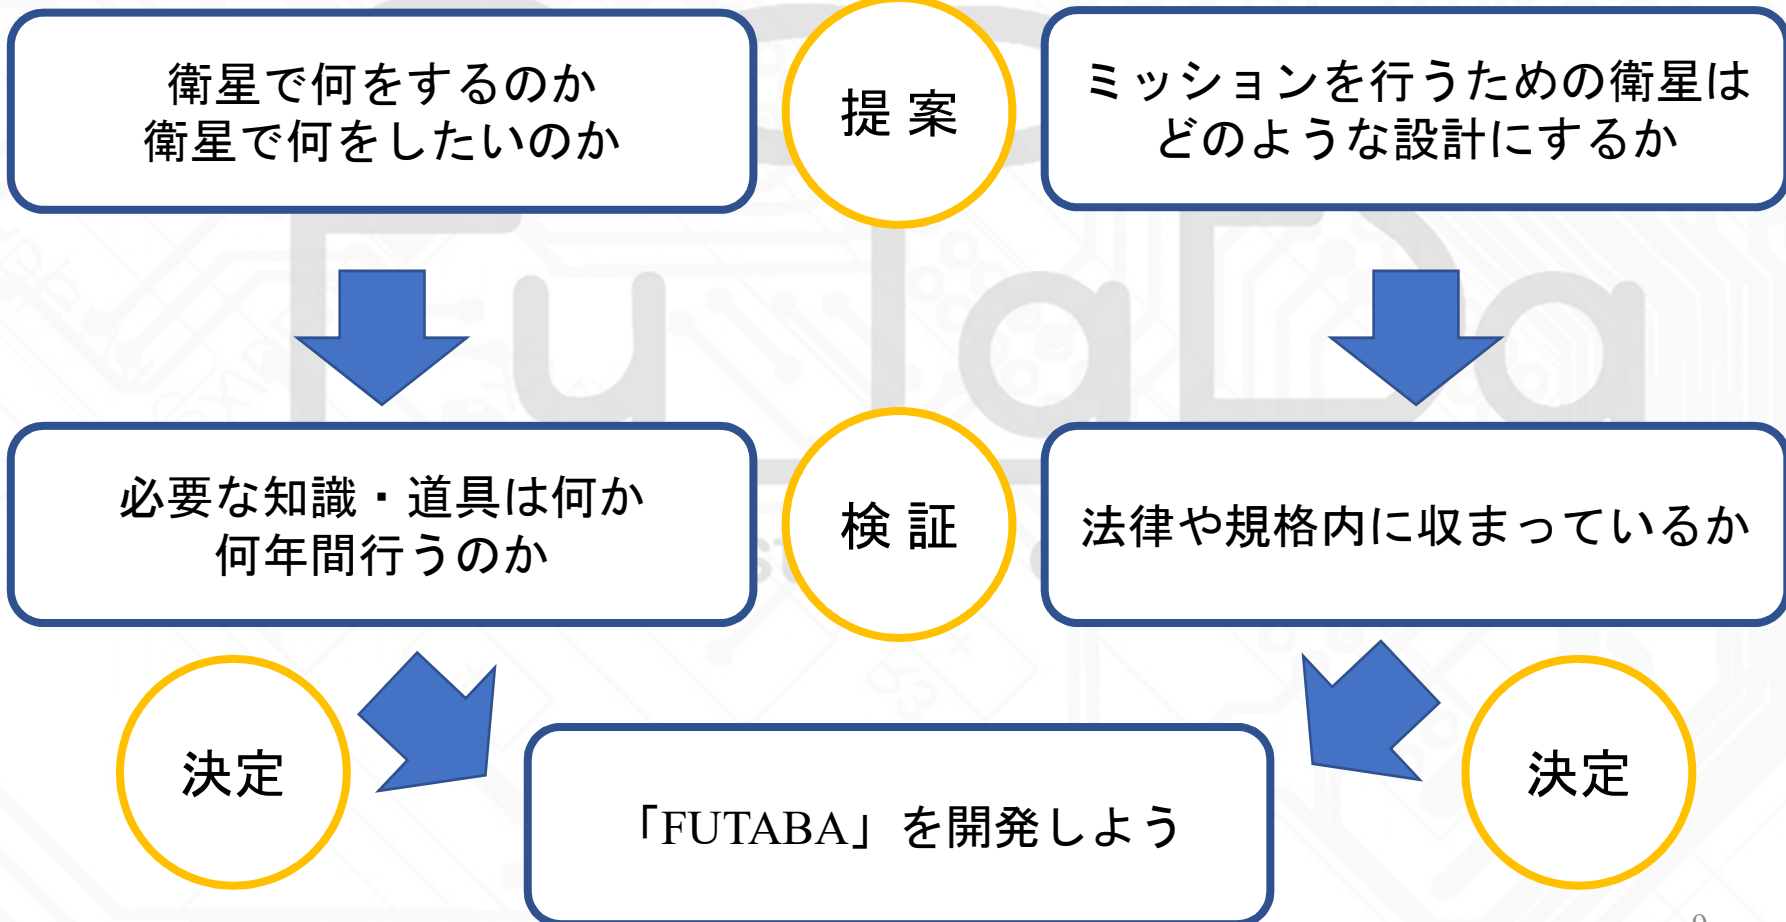 衛星で何をするのか
衛星で何をしたいのか
提案
ミッションを行うための衛星は
どのような設計にするか
必要な知識・道具は何か
何年間行うのか
検証
法律や規格内に収まっているか
決定
「FUTABA」を開発しよう
決定